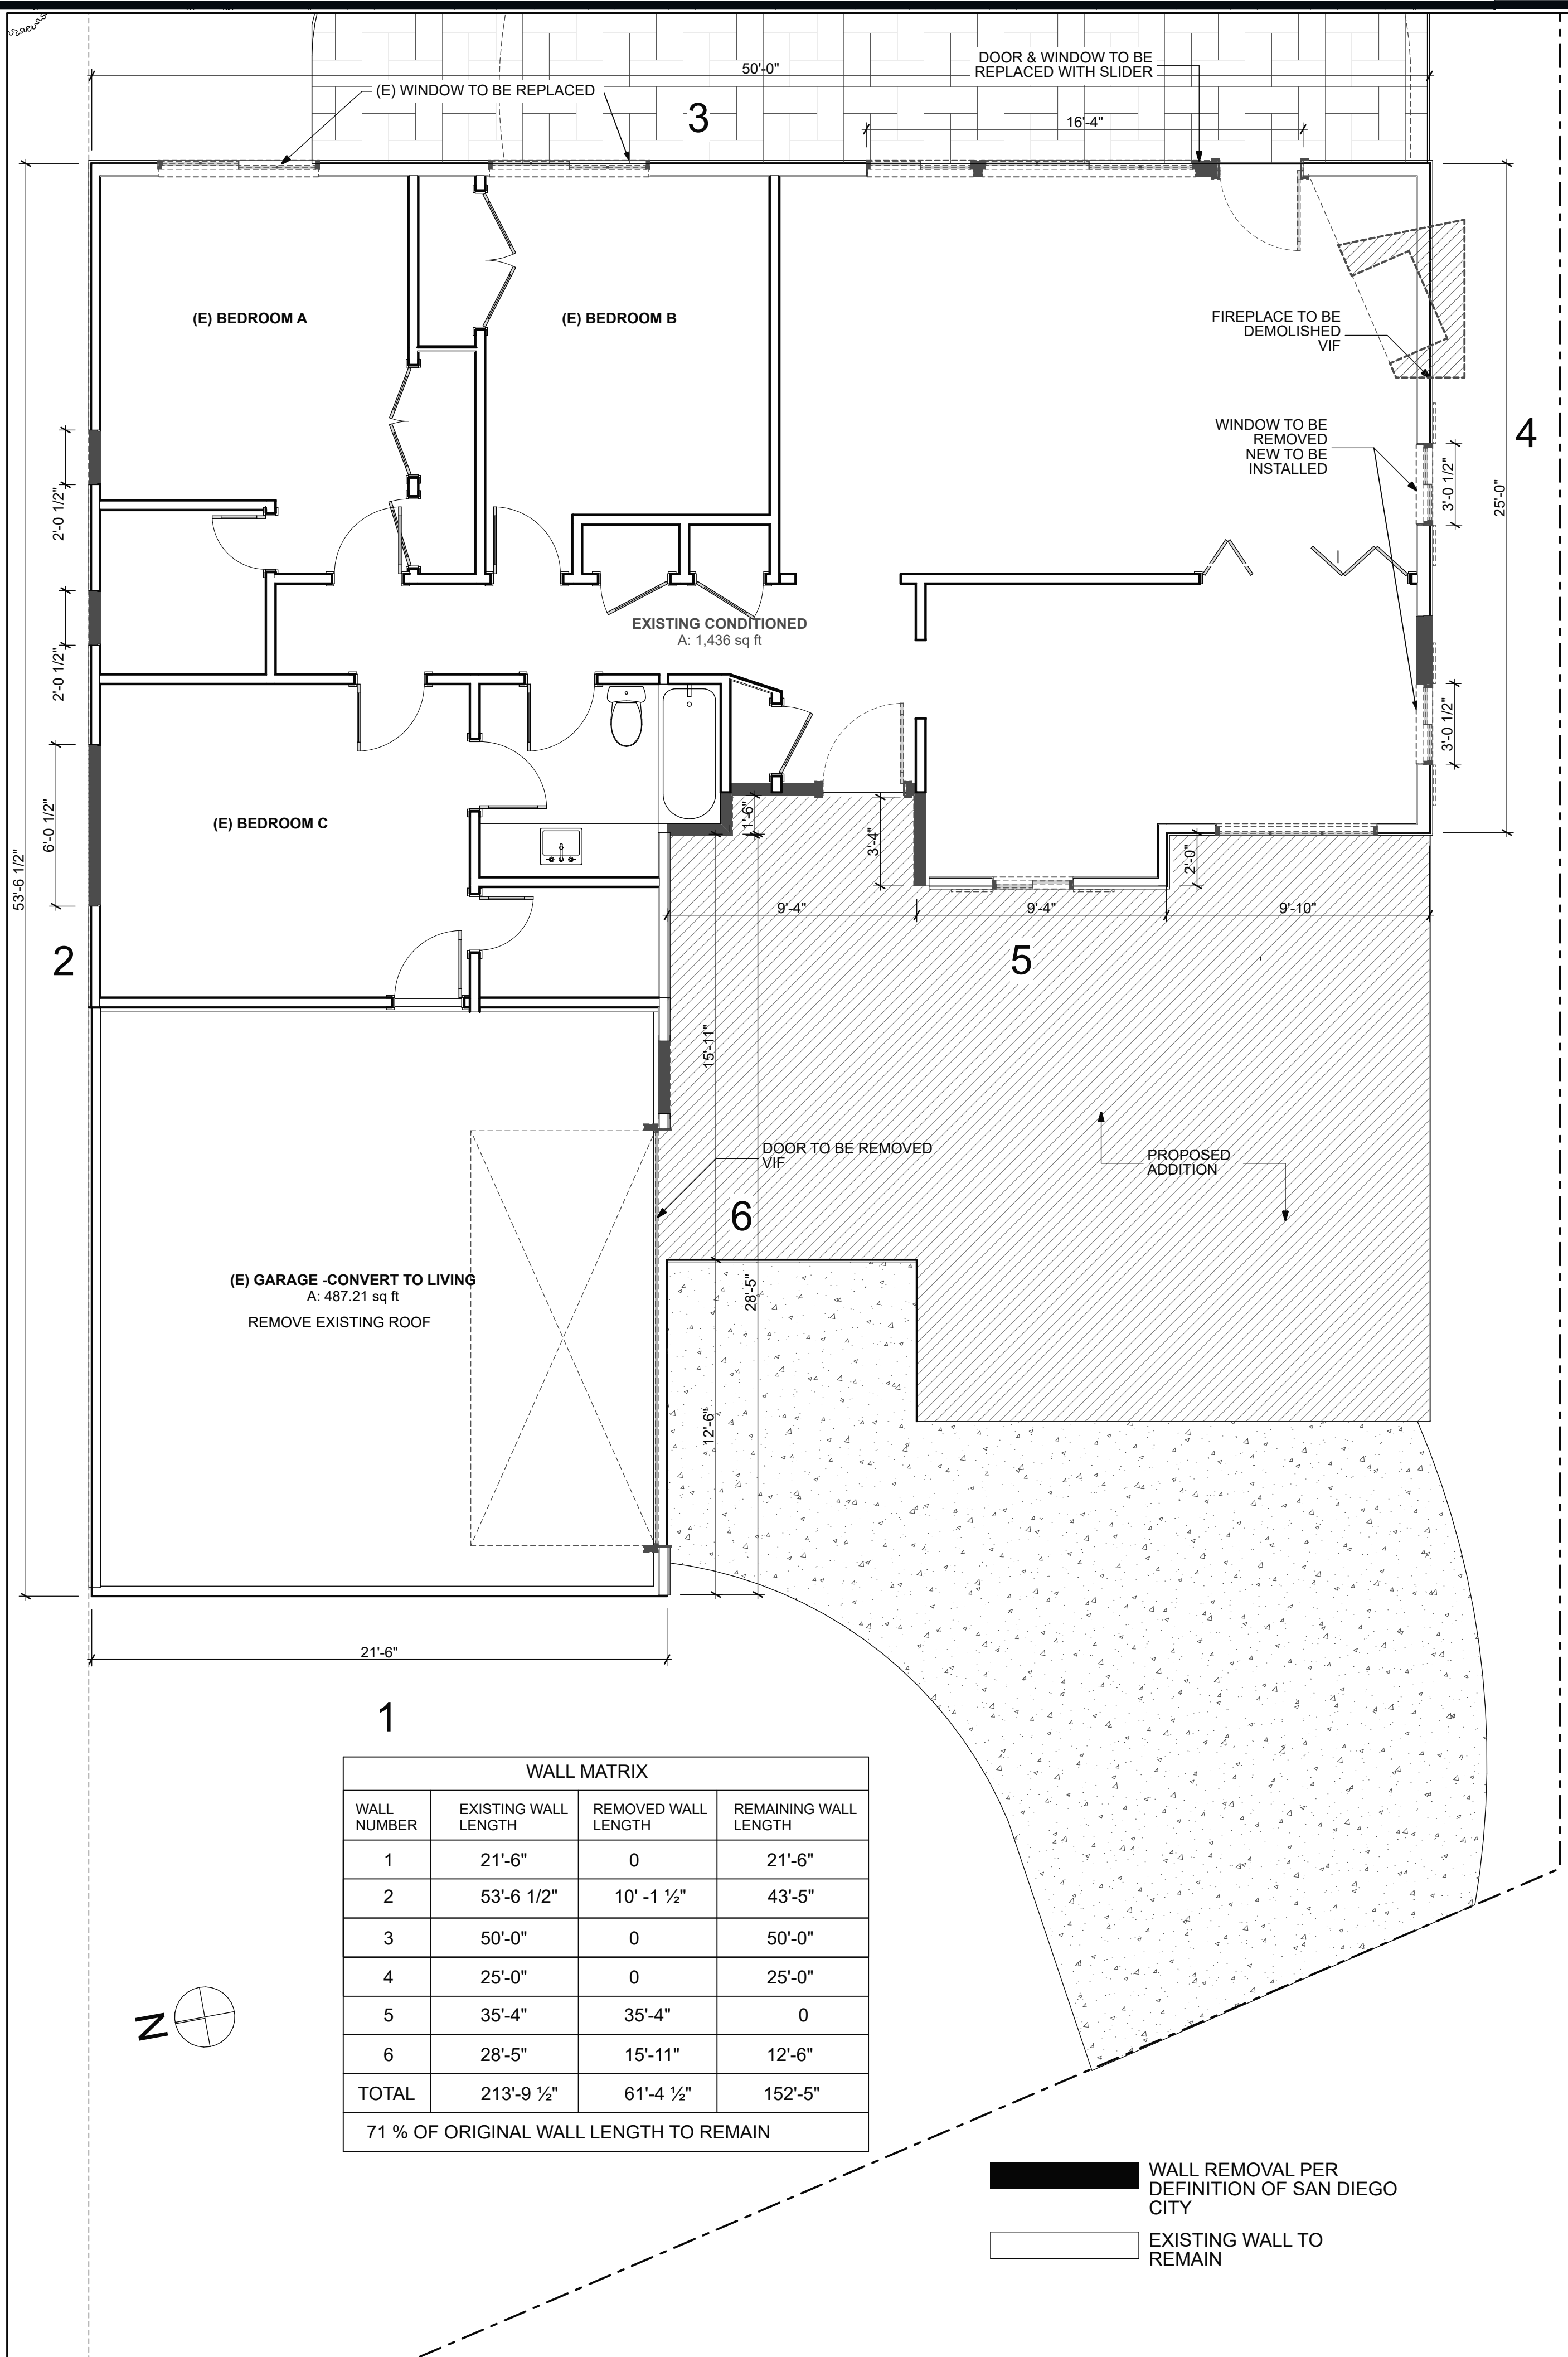 50'-0"
DOOR & WINDOW TO BE
REPLACED WITH SLIDER
(E) WINDOW TO BE REPLACED
3
16'-4"
(E) BEDROOM A
(E) BEDROOM B
FIREPLACE TO BE
DEMOLISHED
VIF
WINDOW TO BE
REMOVED
NEW TO BE
INSTALLED
4
25'-0"
3'-0 1/2"
3'-0 1/2"
2'-0 1/2"
2'-0 1/2"
6'-0 1/2"
53'-6 1/2"
2
EXISTING CONDITIONED
A: 1,436 sq ft
(E) BEDROOM C
1'-6"
3'-4"
2'-0"
9'-4"
9'-4"
9'-10"
5
15'-11"
DOOR TO BE REMOVED
VIF
PROPOSED
ADDITION
6
28'-5"
12'-6"
(E) GARAGE -CONVERT TO LIVING
A: 487.21 sq ft
REMOVE EXISTING ROOF
21'-6"
1
WALL MATRIX
WALL NUMBER EXISTING WALL LENGTH REMOVED WALL LENGTH REMAINING WALL LENGTH
1 21'-6" 0 21'-6"
2 53'-6 1/2" 10' -1 ½" 43'-5"
3 50'-0" 0 50'-0"
4 25'-0" 0 25'-0"
5 35'-4" 35'-4" 0
6 28'-5" 15'-11" 12'-6"
TOTAL 213'-9 ½" 61'-4 ½" 152'-5"
71 % OF ORIGINAL WALL LENGTH TO REMAIN
N
WALL REMOVAL PER
DEFINITION OF SAN DIEGO
CITY
EXISTING WALL TO
REMAIN